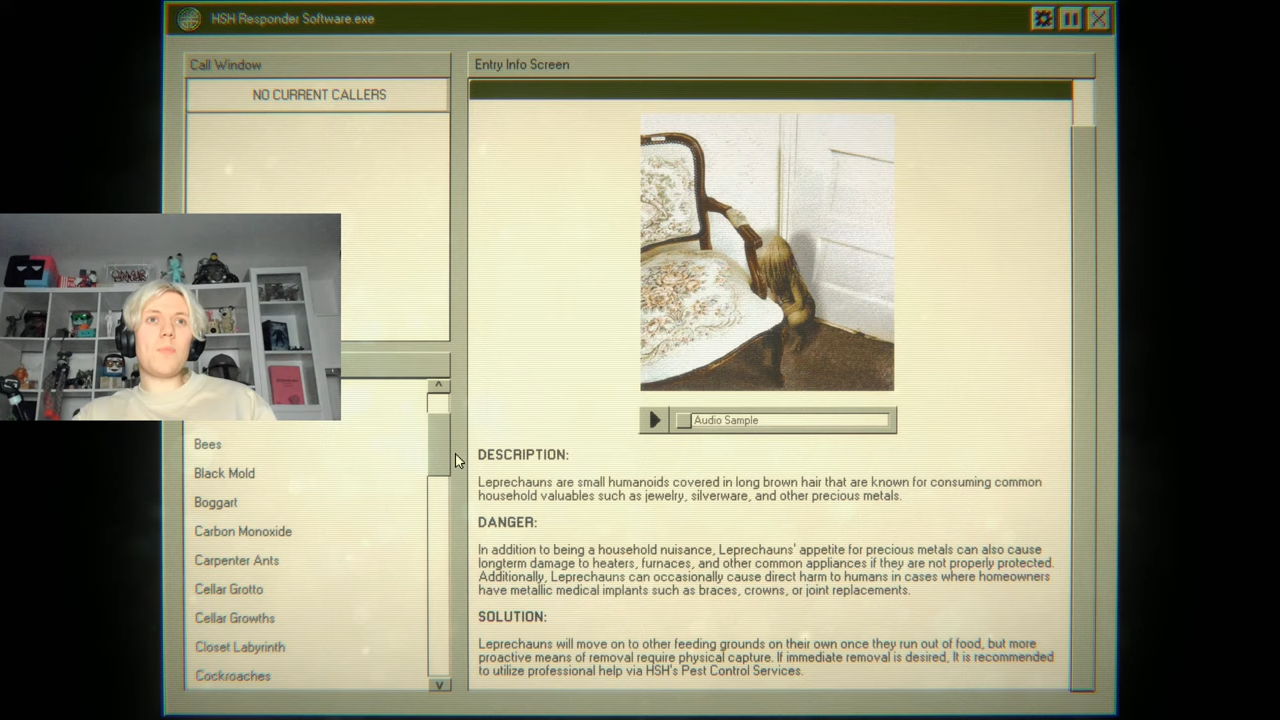 HSH Responder Software.exe
Call Window
NO CURRENT CALLERS
Bees
Black Mold
Boggart
Carbon Monoxide
Carpenter Ants
Cellar Grotto
Cellar Growths
Closet Labyrinth
Cockroaches
Entry Info Screen
Audio Sample
DESCRIPTION:
Leprechauns are small humanoids covered in long brown hair that are known for consuming common
household valuables such as jewelry, silverware, and other precious metals.
DANGER:
In addition to being a household nuisance, Leprechauns' appetite for precious metals can also cause
longterm damage to heaters, furnaces, and other common appliances if they are not properly protected.
Additionally, Leprechauns can occasionally cause direct harm to humans in cases where homeowners
have metallic medical implants such as braces, crowns, or joint replacements.
SOLUTION:
Leprechauns will move on to other feeding grounds on their own once they run out of food, but more
proactive means of removal require physical capture. If immediate removal is desired, It is recommended
to utilize professional help via HSH's Pest Control Services.